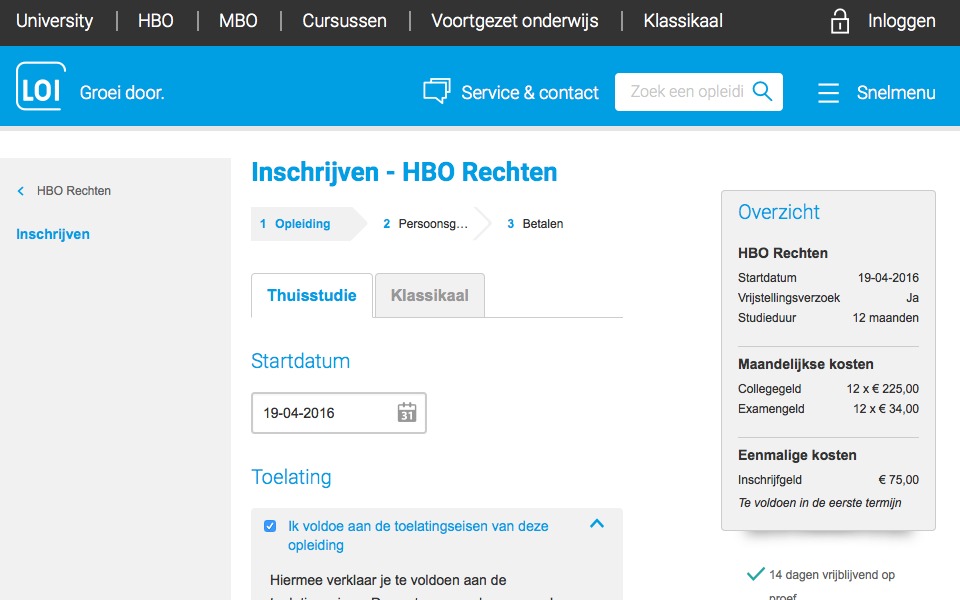 University HBO MBO Cursussen Voortgezet onderwijs Klassikaal Inloggen
LOI Groei door. Service & contact Zoek een opleidi Snelmenu
HBO Rechten
Inschrijven
Inschrijven - HBO Rechten
1 Opleiding 2 Persoonsg... 3 Betalen
Thuisstudie Klassikaal
Startdatum
19-04-2016 31
Toelating
Ik voldoe aan de toelatingseisen van deze
opleiding
Hiermee verklaar je te voldoen aan de
Overzicht
HBO Rechten
Startdatum 19-04-2016
Vrijstellingsverzoek Ja
Studieduur 12 maanden
Maandelijkse kosten
Collegegeld 12 x € 225,00
Examengeld 12 x € 34,00
Eenmalige kosten
Inschrijfgeld € 75,00
Te voldoen in de eerste termijn
14 dagen vrijblijvend op
proef